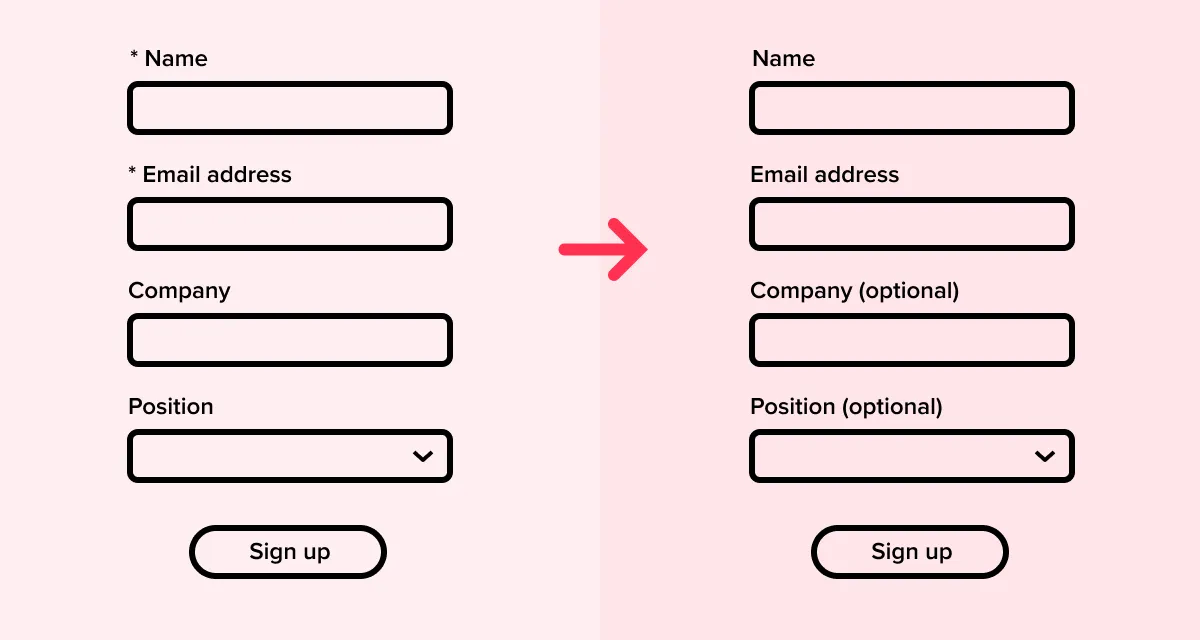 * Name
* Email address
Company
Position
Sign up
Name
Email address
Company (optional)
Position (optional)
Sign up